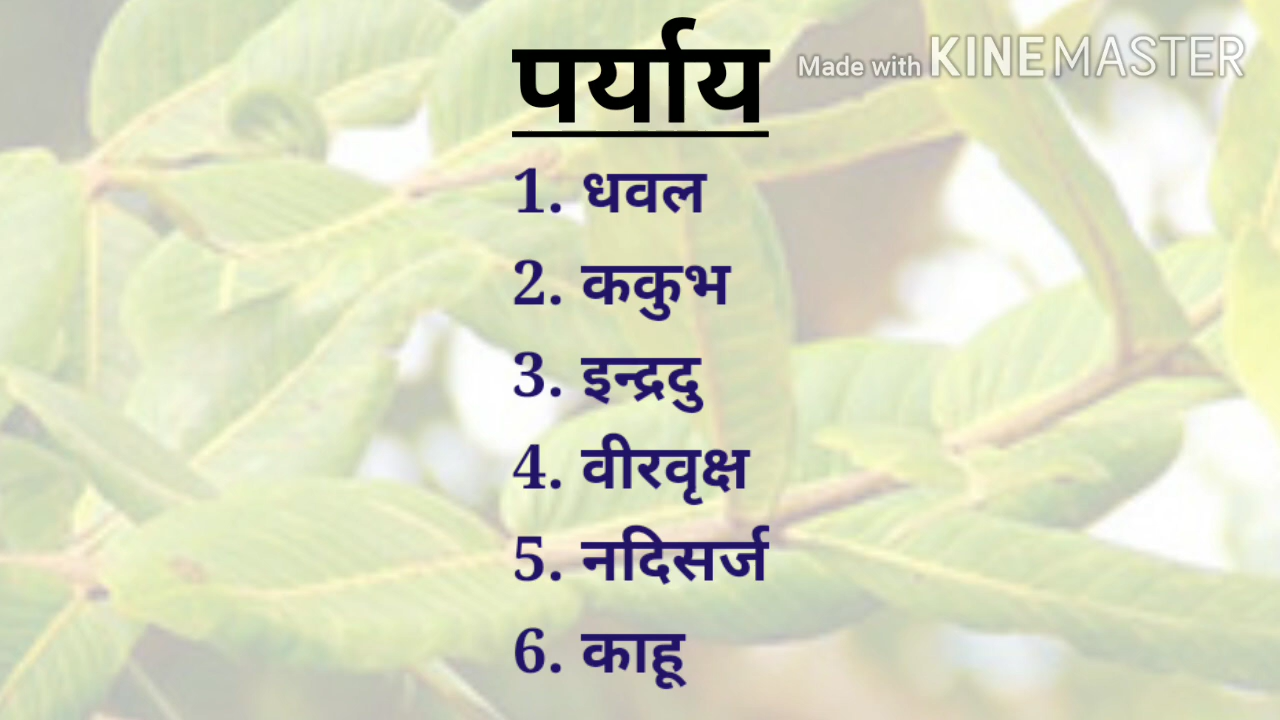 पर्याय
Made with KINEMASTER
1. धवल
2. ककुभ
3. इन्द्रदु
4. वीरवृक्ष
5. नदिसर्ज
6. काहू